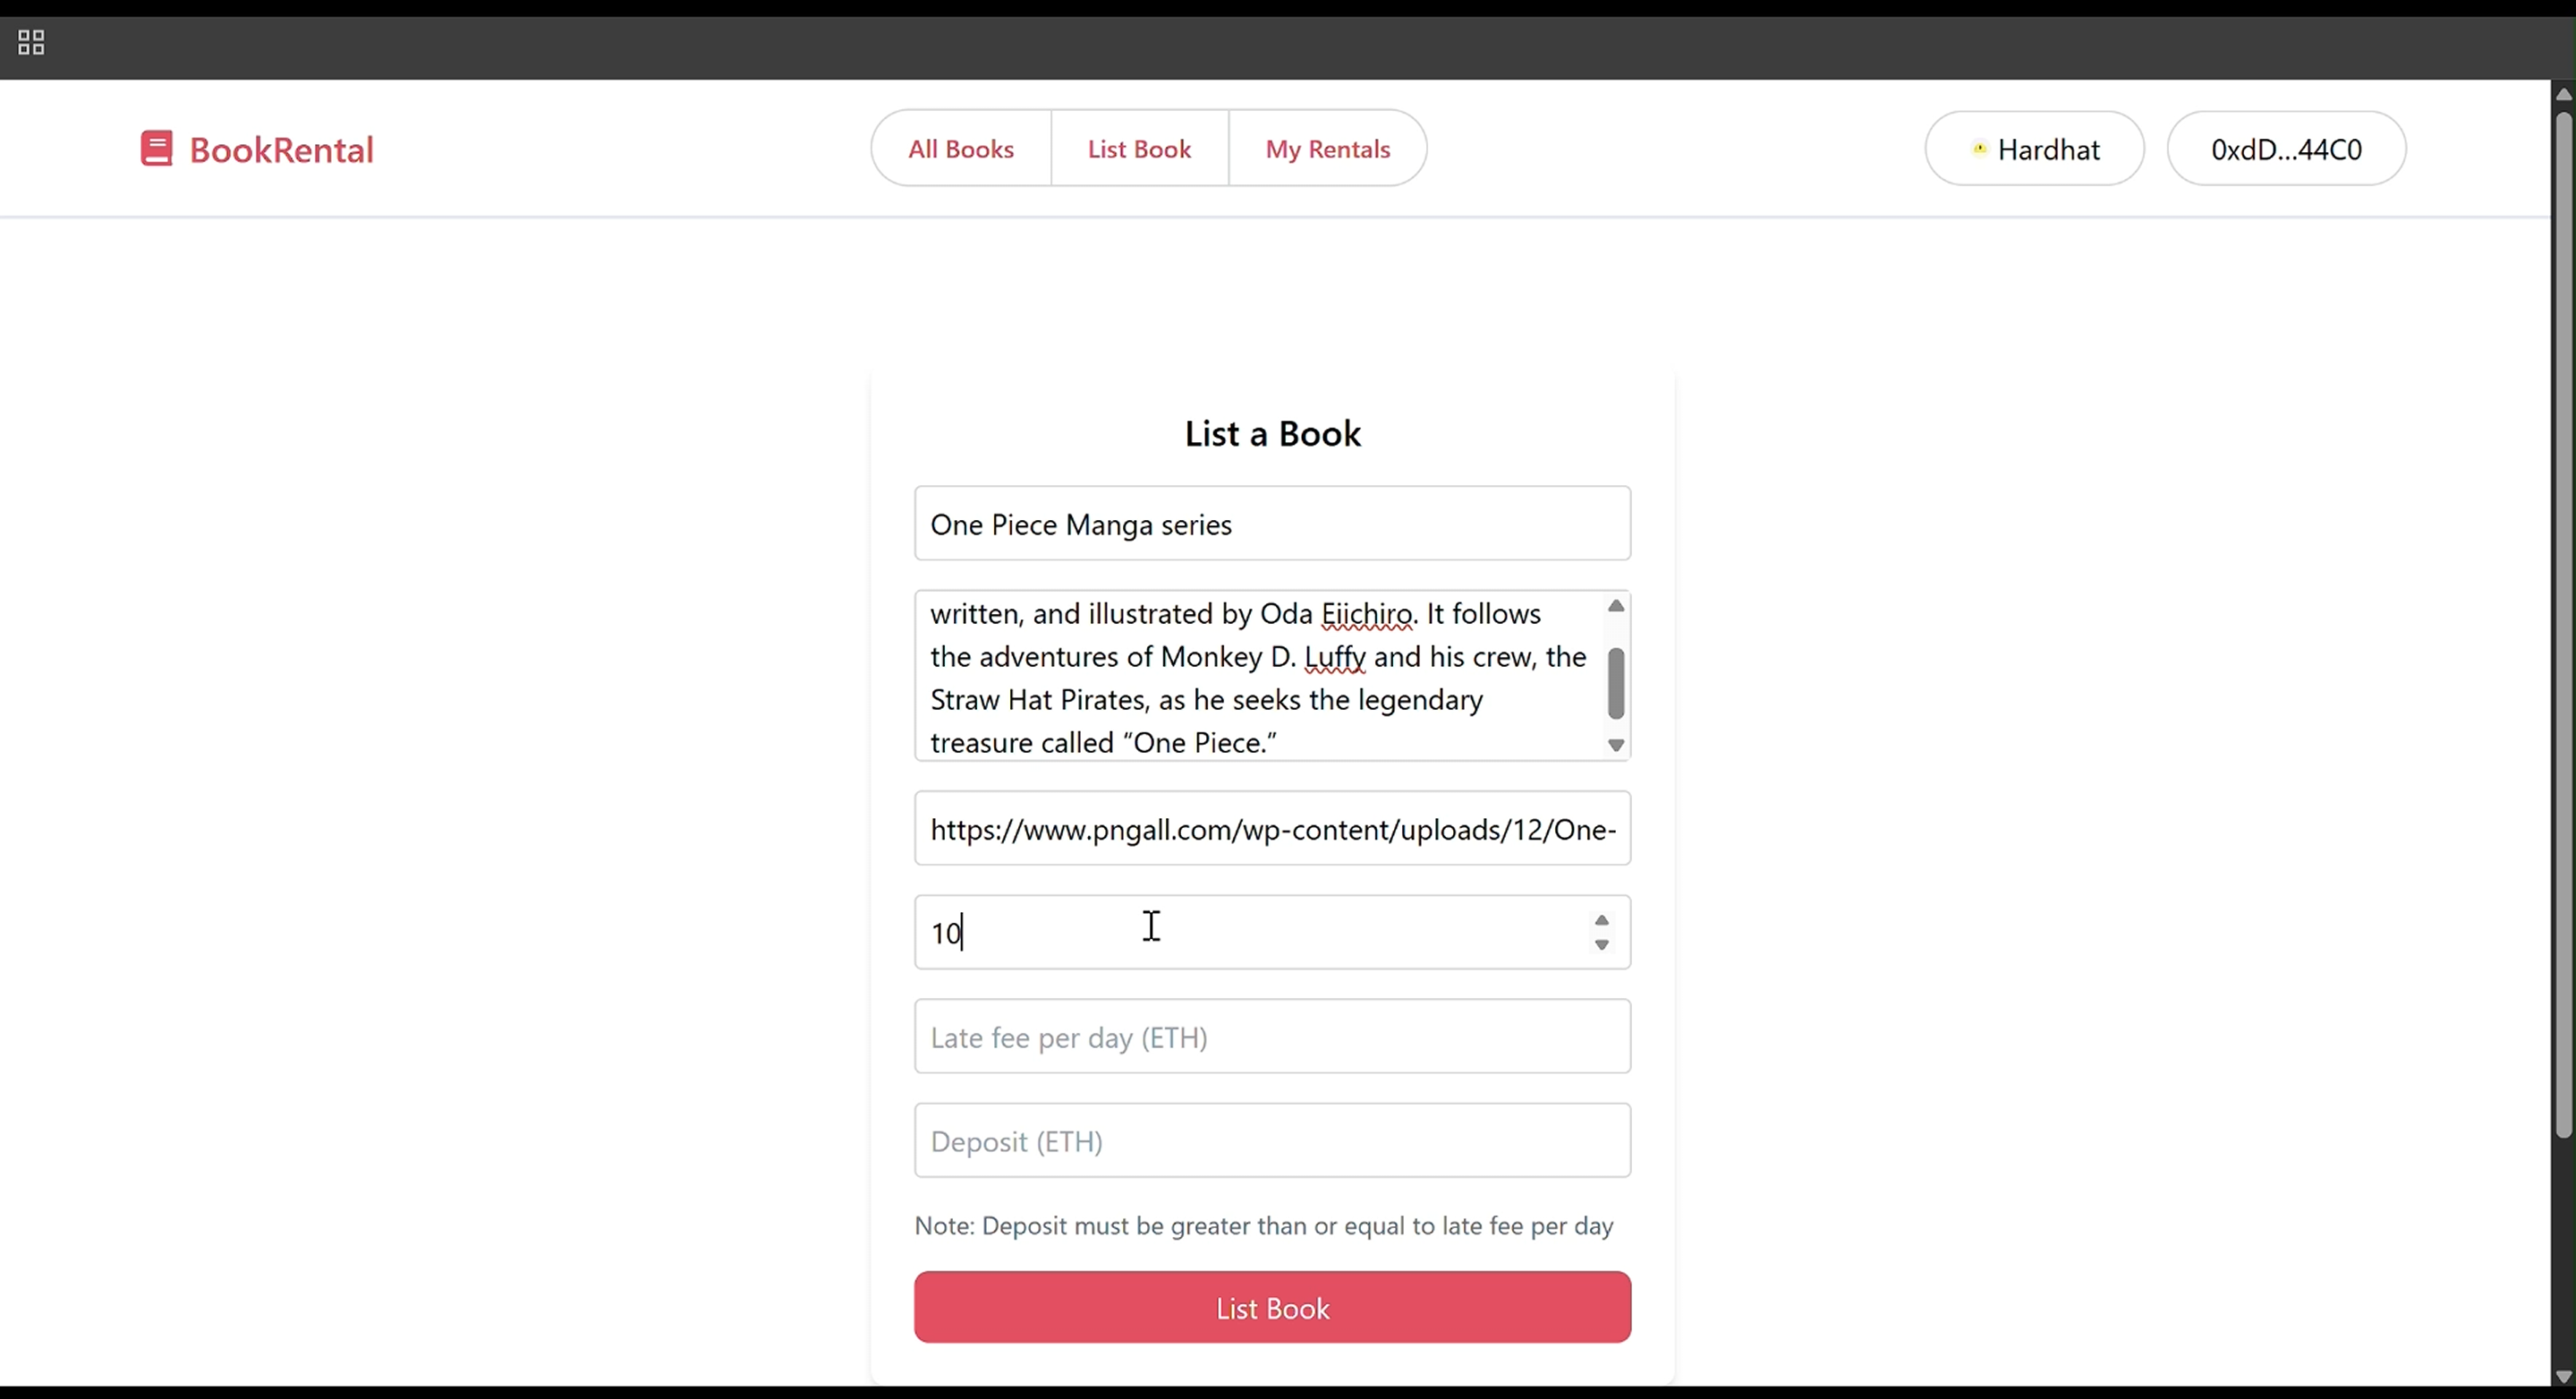 BookRental
All Books
List Book
My Rentals
Hardhat
0xdD...44C0
List a Book
One Piece Manga series
written, and illustrated by Oda Eiichiro. It follows
the adventures of Monkey D. Luffy and his crew, the
Straw Hat Pirates, as he seeks the legendary
treasure called “One Piece.”
https://www.pngall.com/wp-content/uploads/12/One-
10
Late fee per day (ETH)
Deposit (ETH)
Note: Deposit must be greater than or equal to late fee per day
List Book